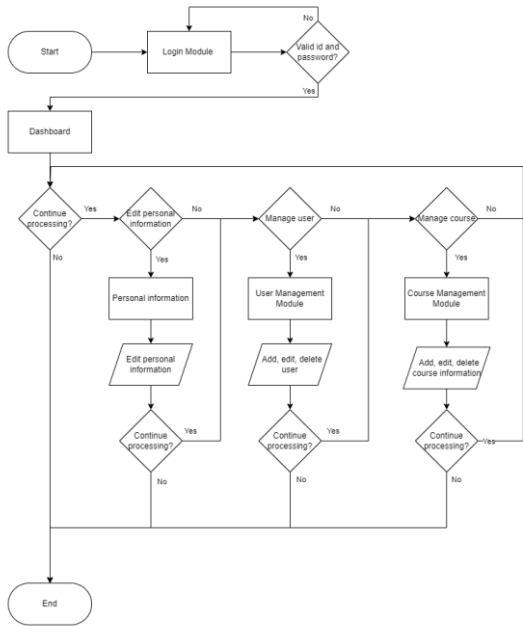 No
Start
Login Module
Valid id and
password?
Yes
Dashboard
Continue
processing?
Yes
Edit personal
information
No
Manage user
No
Manage course
No
No
Yes
Yes
Yes
Personal information
User Management
Module
Course Management
Module
Edit personal
information
Add, edit, delete
user
Add, edit, delete
course information
Continue
processing?
Yes
Continue
processing?
Yes
Continue
processing?
Yes
No
No
No
End